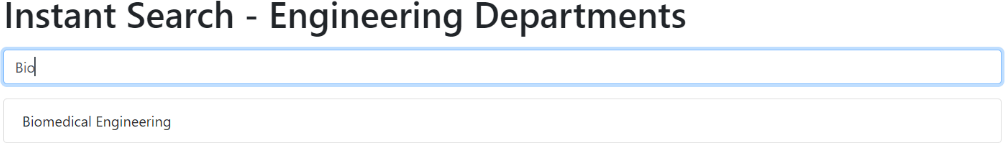 Instant Search - Engineering Departments
Bio
Biomedical Engineering